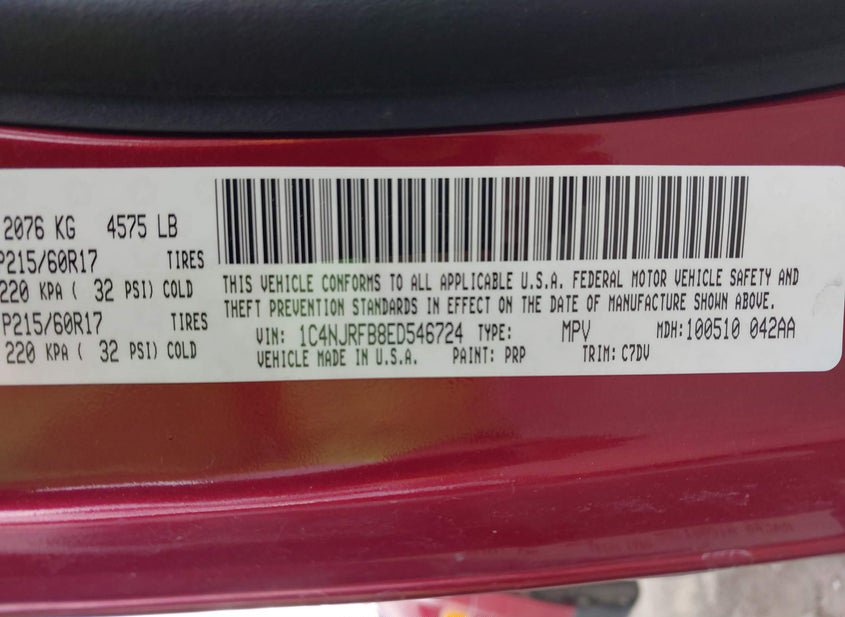 2076 KG 4575 LB
P215/60R17 TIRES
220 KPA ( 32 PSI) COLD
P215/60R17 TIRES
220 KPA ( 32 PSI) COLD
THIS VEHICLE CONFORMS TO ALL APPLICABLE U.S.A. FEDERAL MOTOR VEHICLE SAFETY AND
THEFT PREVENTION STANDARDS IN EFFECT ON THE DATE OF MANUFACTURE SHOWN ABOVE.
VIN: 1C4NJRFB8ED546724 TYPE: MPV MDH:100510 042AA
VEHICLE MADE IN U.S.A. PAINT: PRP TRIM: C7DV